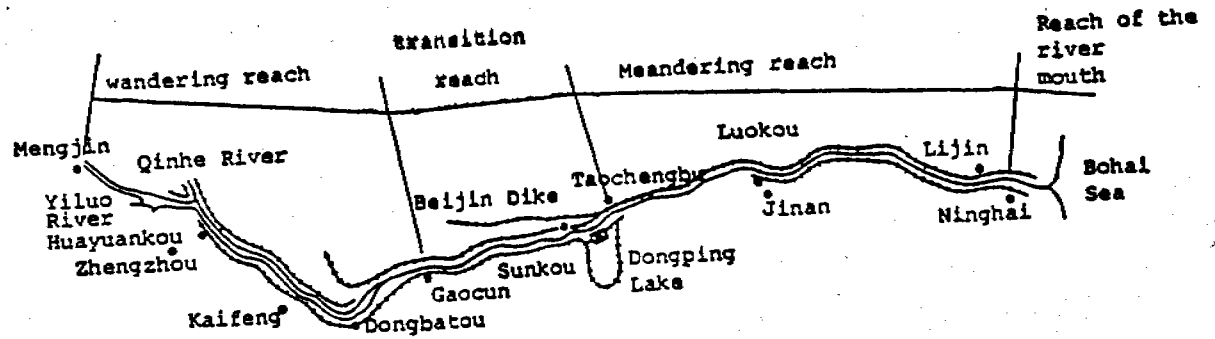 transition
reach
wandering reach
Meandering reach
Reach of the
river
mouth
Mengjin
Qinhe River
Yiluo
River
Huayuankou
Zhengzhou
Kaifeng
Dongbatou
Gaocun
Beijin Dike
Sunkou
Taochengbu
Dongping
Lake
Luokou
Jinan
Lijin
Ninghai
Bohai
Sea